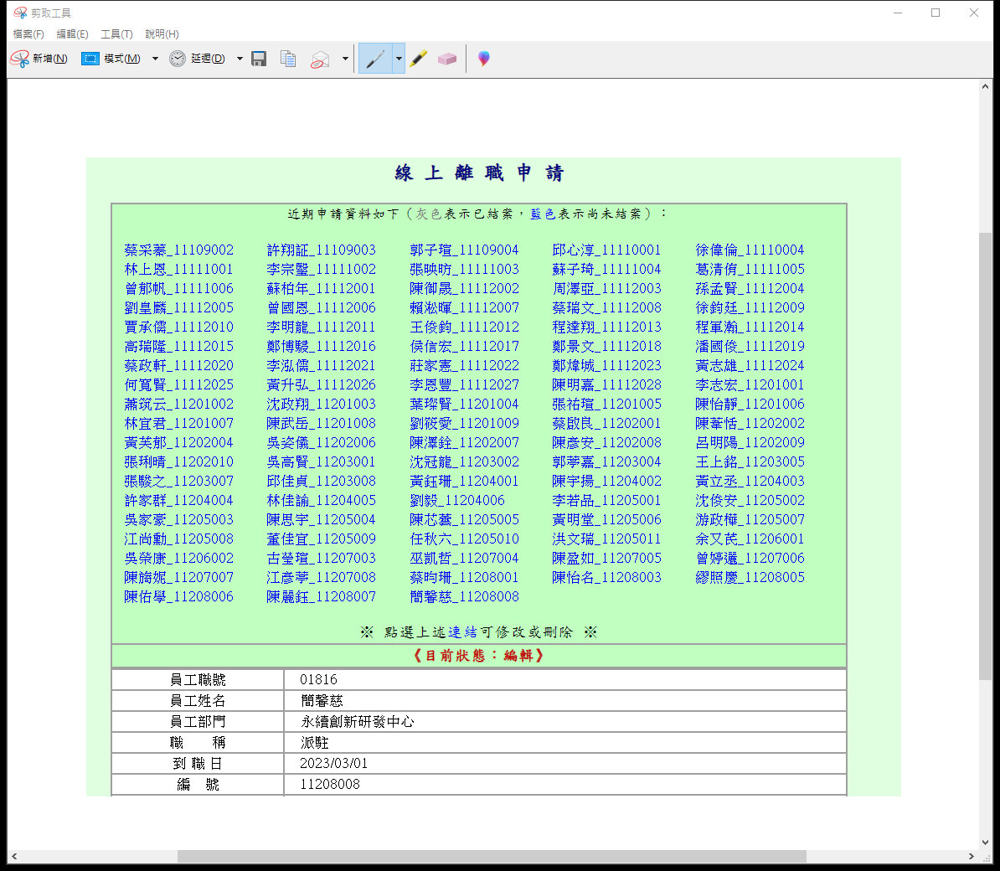 剪取工具
檔案(F) 編輯(E) 工具(T) 說明(H)
新增(N) 模式(M) 延遲(D)
線 上 離 職 申 請
近期申請資料如下（灰色表示已結案，藍色表示尚未結案）：
蔡采蓁_11109002 許翔証_11109003 郭子瑄_11109004 邱心淳_11110001 徐偉倫_11110004
林上恩_11111001 李宗翳_11111002 張映昉_11111003 蘇子琦_11111004 葛清侑_11111005
曾郁帆_11111006 蘇柏年_11112001 陳御晟_11112002 周澤亞_11112003 孫孟賢_11112004
劉皇麟_11112005 曾國恩_11112006 賴淞暉_11112007 蔡瑞文_11112008 徐鈞廷_11112009
賈承儒_11112010 李明龍_11112011 王俊鈞_11112012 程達翔_11112013 程軍瀚_11112014
高瑞隆_11112015 鄭博駸_11112016 侯信宏_11112017 鄭景文_11112018 潘國俊_11112019
蔡政軒_11112020 李泓儒_11112021 莊家憲_11112022 鄭煒城_11112023 黃志雄_11112024
何寬賢_11112025 黃升弘_11112026 李恩豐_11112027 陳明嘉_11112028 李志宏_11201001
蕭筑云_11201002 沈政翔_11201003 葉璨賢_11201004 張祐瑄_11201005 陳怡靜_11201006
林宜君_11201007 陳武岳_11201008 劉筱愛_11201009 蔡啟良_11202001 陳葦恬_11202002
黃英郁_11202004 吳姿儀_11202006 陳澤銓_11202007 陳彥安_11202008 呂明陽_11202009
張琍晴_11202010 吳高賢_11203001 沈冠龍_11203002 郭葶嘉_11203004 王上銘_11203005
張駿之_11203007 邱佳貞_11203008 黃鈺珊_11204001 陳宇揚_11204002 黃立丞_11204003
許家群_11204004 林佳諭_11204005 劉毅_11204006 李若品_11205001 沈俊安_11205002
吳家豪_11205003 陳思宇_11205004 陳芯蕓_11205005 黃明堂_11205006 游政樺_11205007
江尚勳_11205008 董佳宜_11205009 任秋六_11205010 洪文瑞_11205011 余又芪_11206001
吳榮康_11206002 古瑩瑄_11207003 巫凱哲_11207004 陳盈如_11207005 曾婷邐_11207006
陳旖妮_11207007 江彥葶_11207008 蔡昀珊_11208001 陳怡名_11208003 繆照慶_11208005
陳佑學_11208006 陳麗鈺_11208007 簡馨慈_11208008
※ 點選上述連結可修改或刪除 ※
《目前狀態：編輯》
員工職號 01816
員工姓名 簡馨慈
員工部門 永續創新研發中心
職 稱 派駐
到 職 日 2023/03/01
編 號 11208008